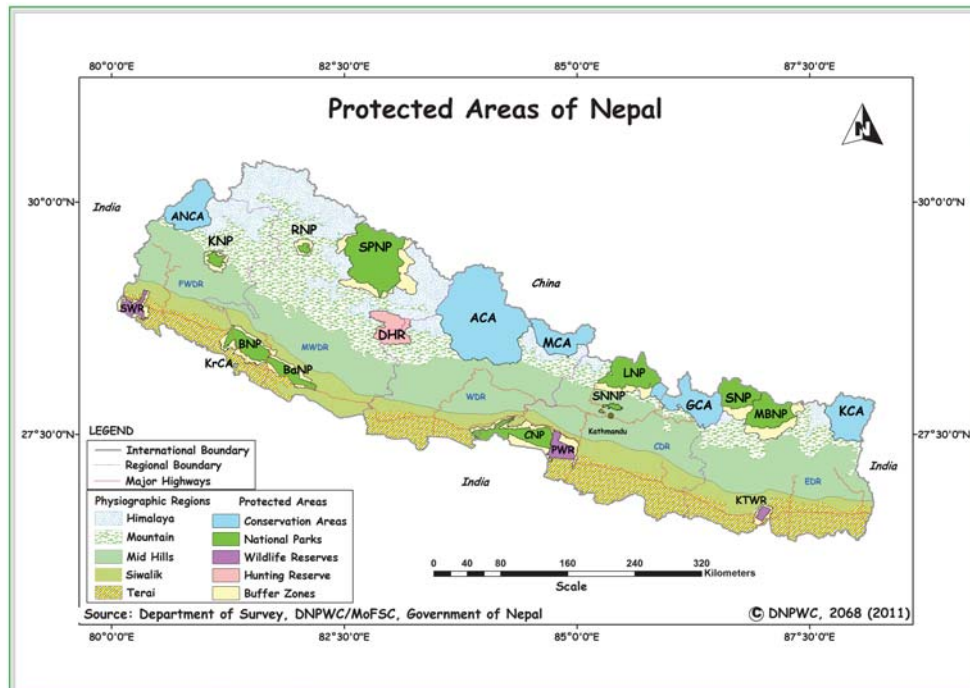 80°0'0"E
82°30'0"E
85°0'0"E
87°30'0"E
Protected Areas of Nepal
N
30°0'0"N
30°0'0"N
India
ANCA
KNP
RNP
SPNP
China
FWDR
SWR
ACA
DHR
MCA
MWDR
BNP
KrCA
BaNP
LNP
SNNP
WDR
GCA
SNP
MBNP
KCA
Kathmandu
27°30'0"N
27°30'0"N
CNP
PWR
CDR
India
India
EDR
KTWR
LEGEND
International Boundary
Regional Boundary
Major Highways
Physiographic Regions
Himalaya
Mountain
Mid Hills
Siwalik
Terai
Protected Areas
Conservation Areas
National Parks
Wildlife Reserves
Hunting Reserve
Buffer Zones
0 20 40 80 160 240 320
Kilometers
Scale
Source: Department of Survey, DNPWC/MoFSC, Government of Nepal
© DNPWC, 2068 (2011)
80°0'0"E
82°30'0"E
85°0'0"E
87°30'0"E